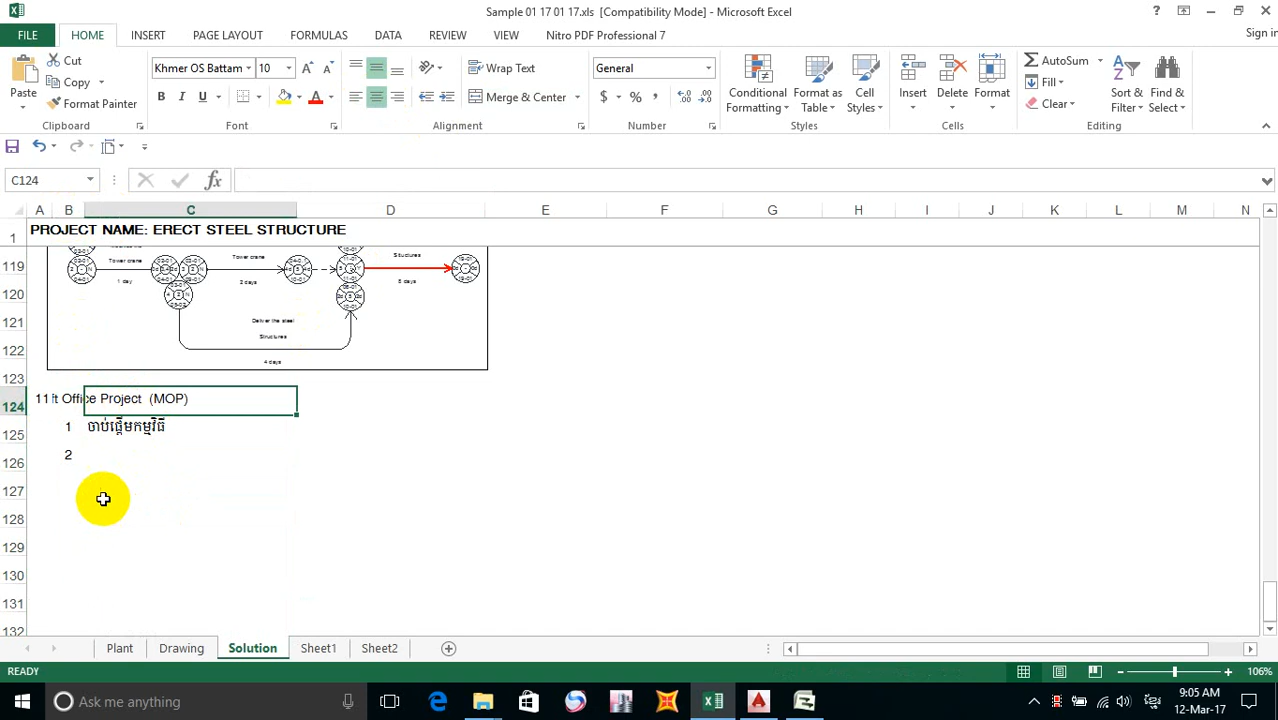 Sample 01 17 01 17.xls [Compatibility Mode] - Microsoft Excel
FILE HOME INSERT PAGE LAYOUT FORMULAS DATA REVIEW VIEW Nitro PDF Professional 7 Sign in
Cut
Copy
Format Painter
Paste
Khmer OS Battam 10
B I U
Wrap Text
Merge & Center
General
$ %
Conditional Formatting
Format as Table
Cell Styles
Insert Delete Format
AutoSum
Fill
Clear
Sort & Filter
Find & Select
Clipboard Font Alignment Number Styles Cells Editing
C124
A B C D E F G H I J K L M N
1 PROJECT NAME: ERECT STEEL STRUCTURE
119
Tower crane Tower crane Stuctures
1 day 2 days 5 days
120
121 Deliver the steel
Structures
122
4 days
123
124 11 ft Office Project (MOP)
125 1 ចាប់ផ្តើមកម្មវិធី
126 2
127
128
129
130
131
132
Plant Drawing Solution Sheet1 Sheet2
READY 106%
Ask me anything
9:05 AM
12-Mar-17